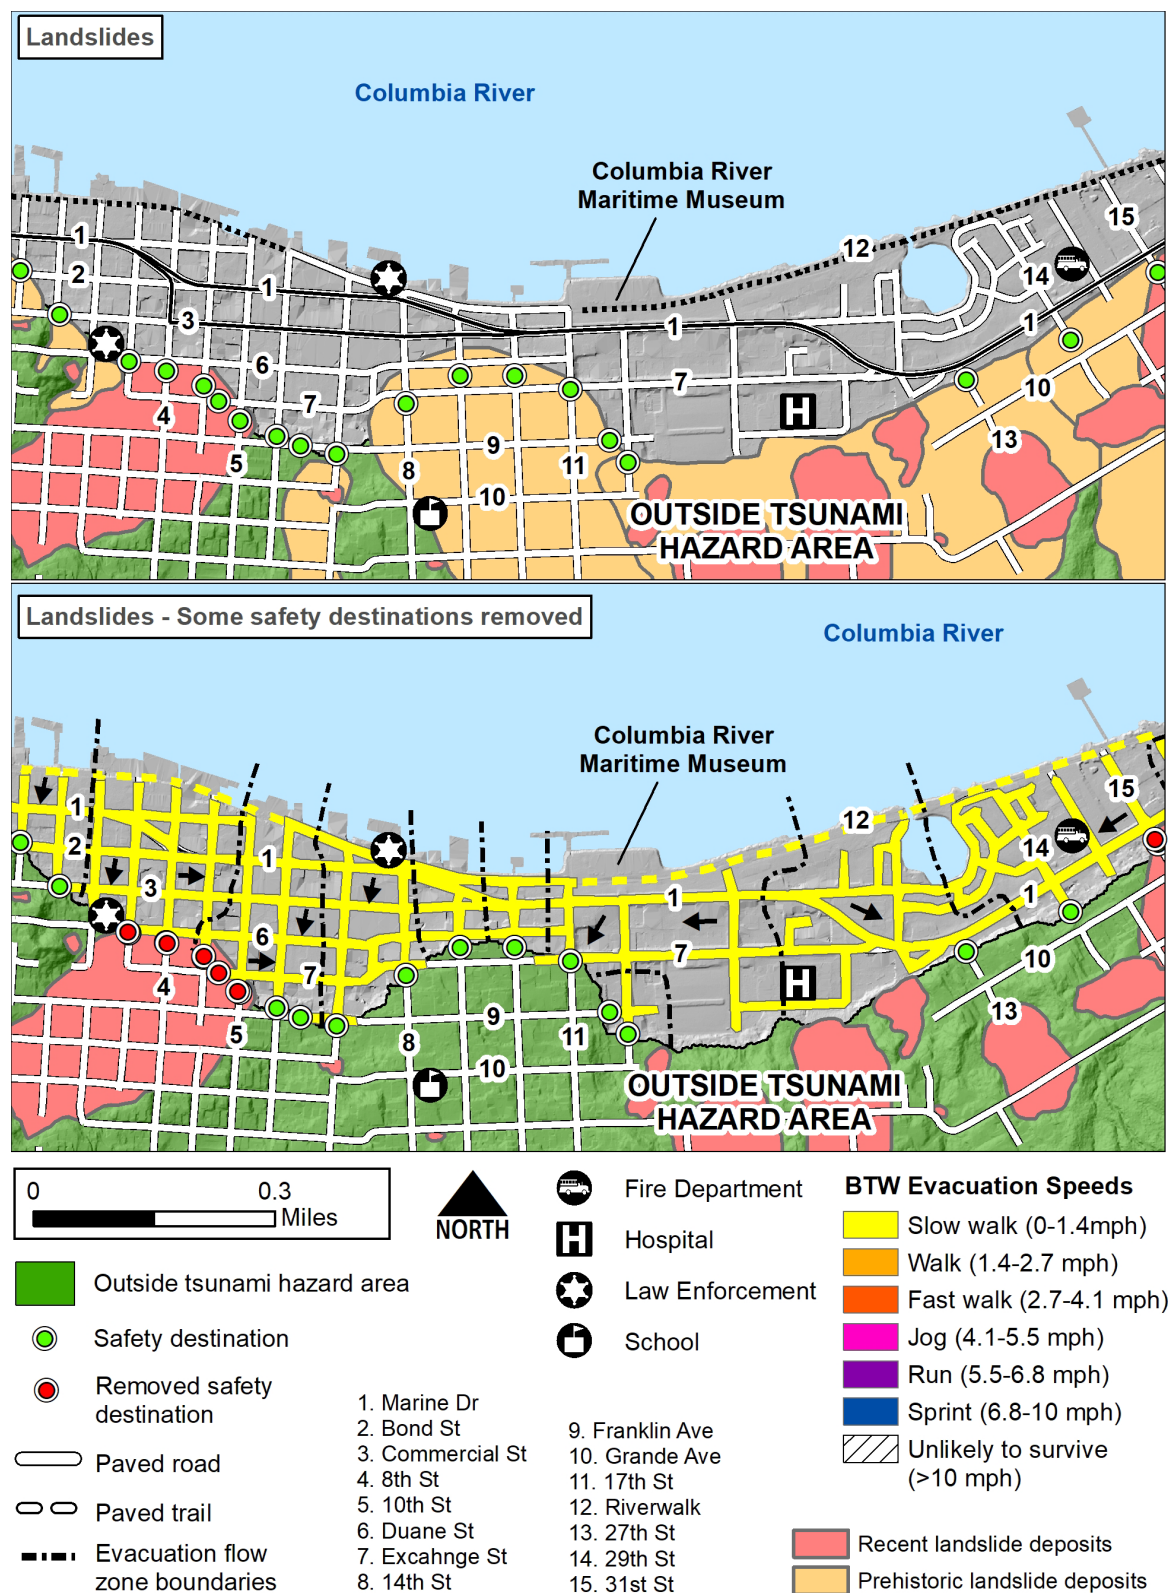 Landslides
Columbia River
Columbia River
Maritime Museum
15
12
1
14
2
1
1
3
1
6
7
10
7
4
H
9
13
5
8
11
10
OUTSIDE TSUNAMI
HAZARD AREA
Landslides - Some safety destinations removed
Columbia River
Columbia River
Maritime Museum
15
1
12
2
1
14
3
1
1
6
7
10
7
H
4
9
13
5
8
11
10
OUTSIDE TSUNAMI
HAZARD AREA
0 0.3
Miles
NORTH
Outside tsunami hazard area
Safety destination
Removed safety
destination
Paved road
Paved trail
Evacuation flow
zone boundaries
Fire Department
H Hospital
Law Enforcement
School
1. Marine Dr
2. Bond St
3. Commercial St
4. 8th St
5. 10th St
6. Duane St
7. Excahnge St
8. 14th St
9. Franklin Ave
10. Grande Ave
11. 17th St
12. Riverwalk
13. 27th St
14. 29th St
15. 31st St
BTW Evacuation Speeds
Slow walk (0-1.4mph)
Walk (1.4-2.7 mph)
Fast walk (2.7-4.1 mph)
Jog (4.1-5.5 mph)
Run (5.5-6.8 mph)
Sprint (6.8-10 mph)
Unlikely to survive
(>10 mph)
Recent landslide deposits
Prehistoric landslide deposits